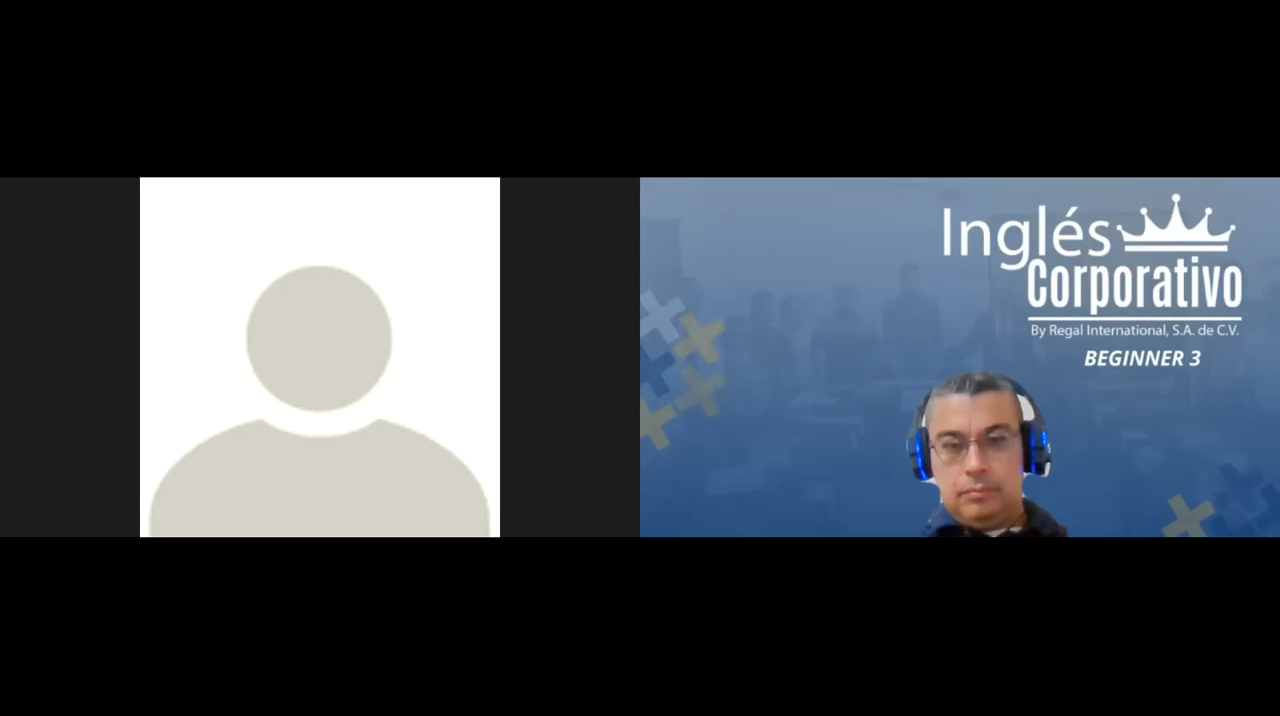 Inglés
Corporativo
By Regal International, S.A. de C.V.
BEGINNER 3